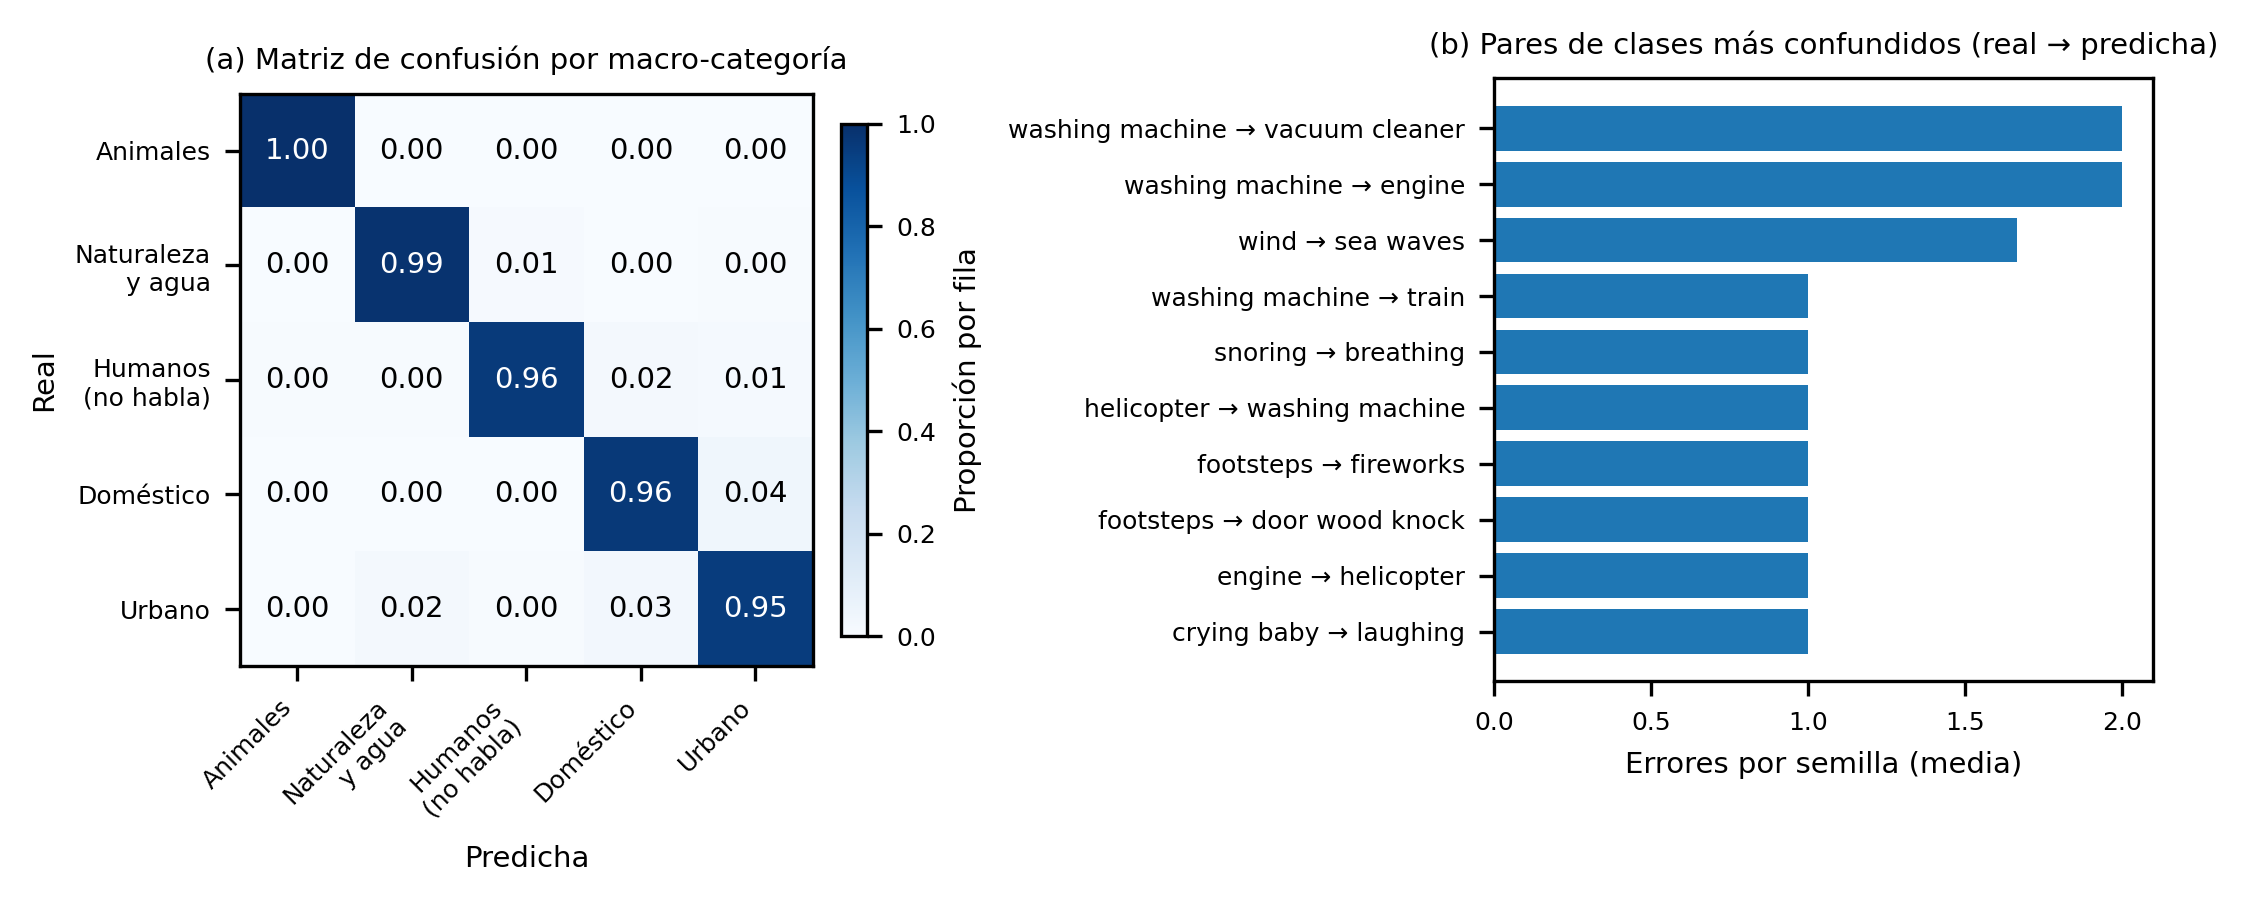 (a) Matriz de confusión por macro-categoría
Real
Animales
1.00 0.00 0.00 0.00 0.00
Naturaleza
y agua
0.00 0.99 0.01 0.00 0.00
Humanos
(no habla)
0.00 0.00 0.96 0.02 0.01
Doméstico
0.00 0.00 0.00 0.96 0.04
Urbano
0.00 0.02 0.00 0.03 0.95
Animales
Naturaleza
y agua
Humanos
(no habla)
Doméstico
Urbano
Predicha
1.0
0.8
0.6
0.4
0.2
0.0
Proporción por fila
(b) Pares de clases más confundidos (real → predicha)
washing machine → vacuum cleaner
washing machine → engine
wind → sea waves
washing machine → train
snoring → breathing
helicopter → washing machine
footsteps → fireworks
footsteps → door wood knock
engine → helicopter
crying baby → laughing
0.0 0.5 1.0 1.5 2.0
Errores por semilla (media)